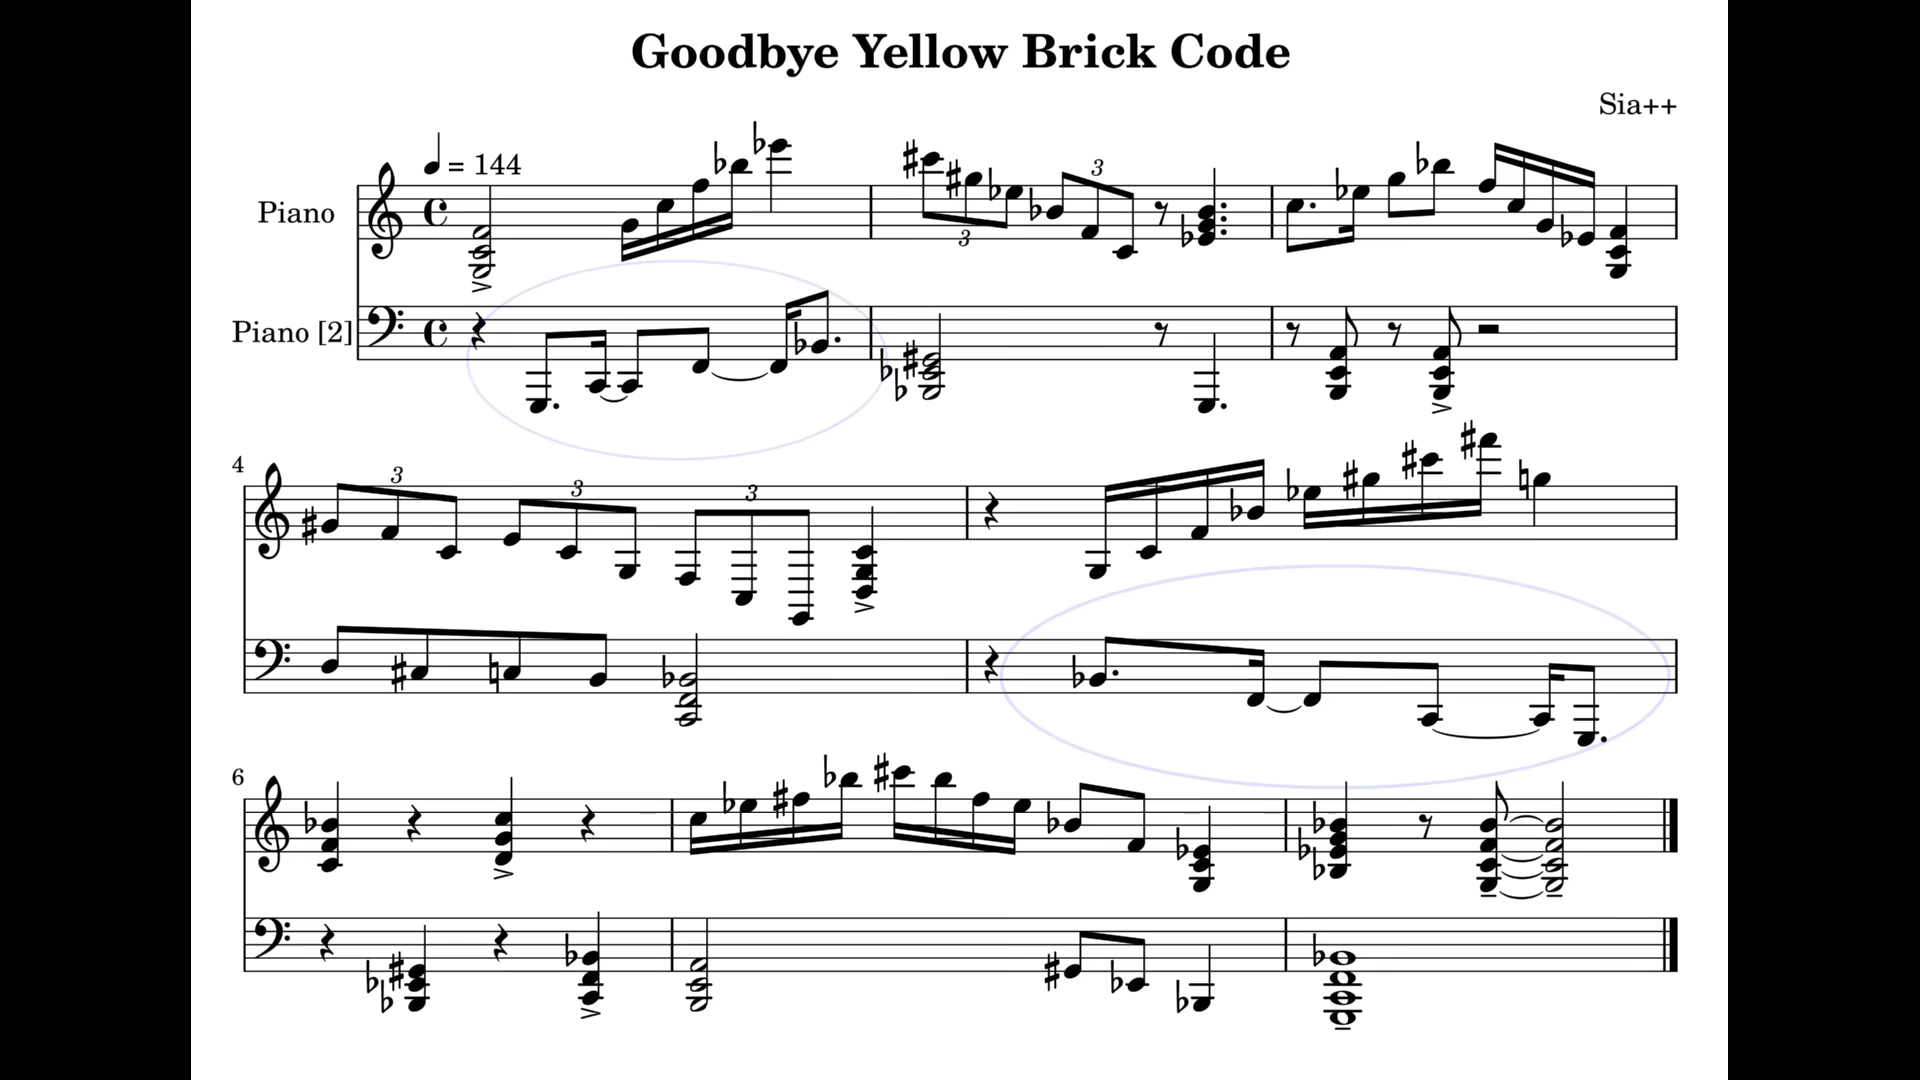 Goodbye Yellow Brick Code
Sia++
= 144
Piano
3
3
Piano [2]
4
3
3
3
6